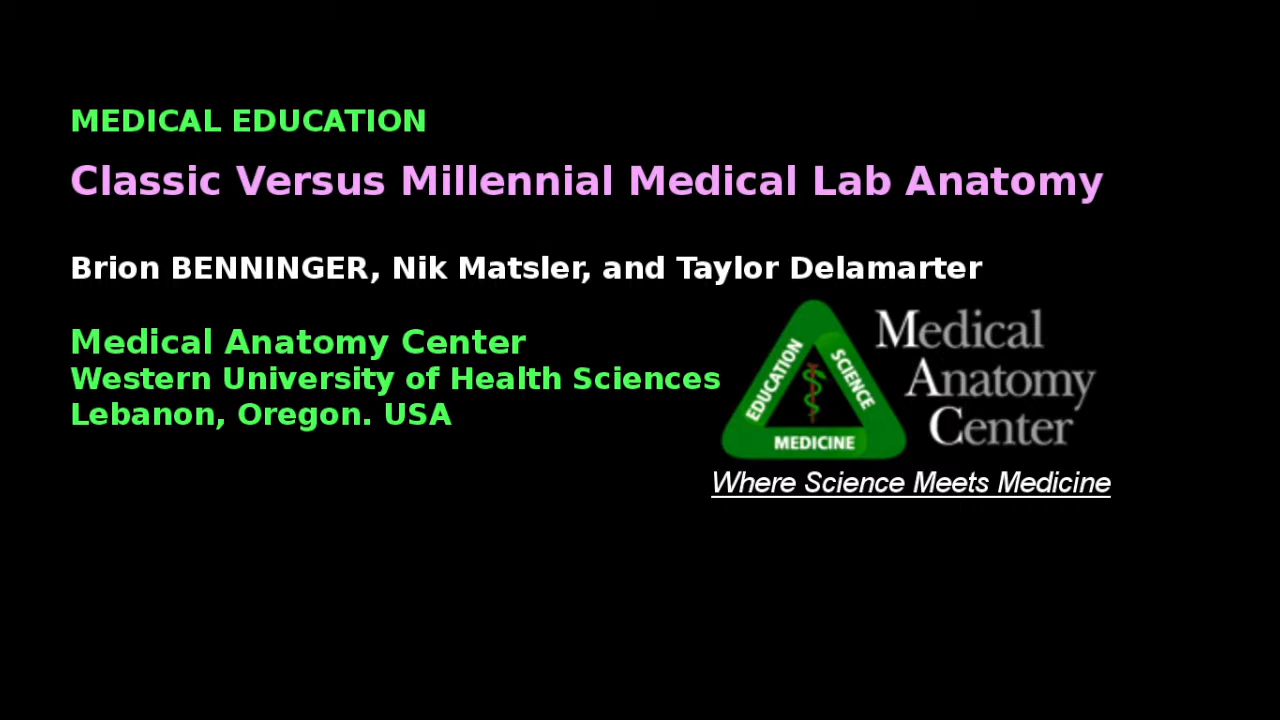 MEDICAL EDUCATION
Classic Versus Millennial Medical Lab Anatomy
Brion BENNINGER, Nik Matsler, and Taylor Delamarter
Medical Anatomy Center
Western University of Health Sciences
Lebanon, Oregon. USA
EDUCATION
SCIENCE
MEDICINE
Medical
Anatomy
Center
Where Science Meets Medicine